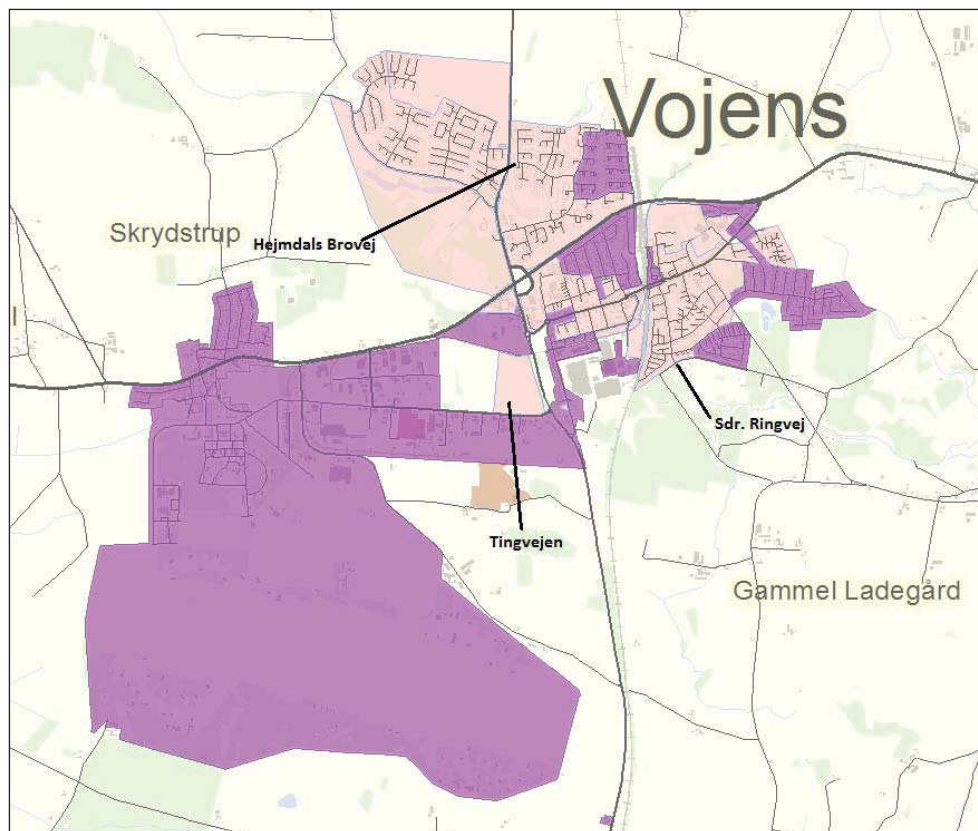 Vojens
Skrydstrup
Hejmdals Brovej
l
Sdr. Ringvej
Tingvejen
Gammel Ladegård